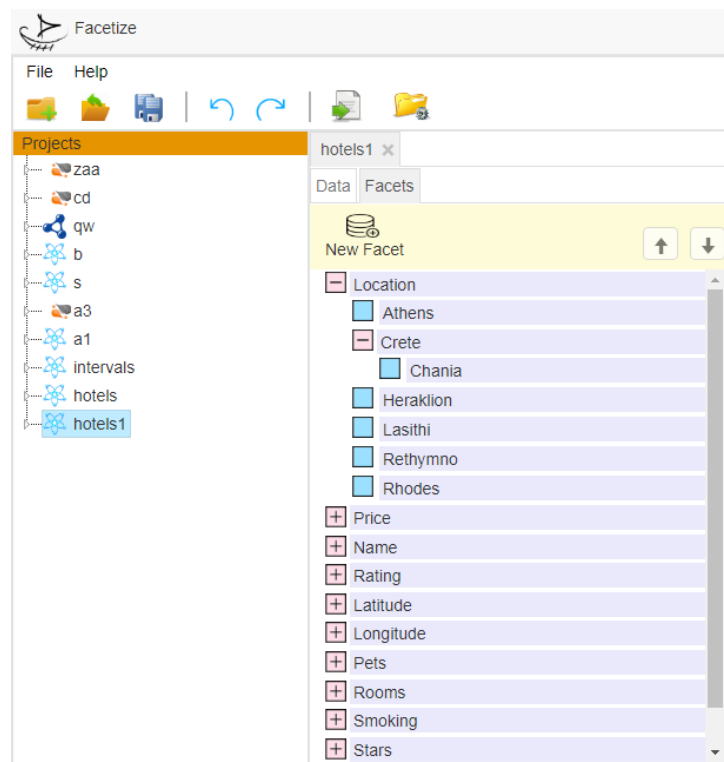 Facetize
File Help
Projects
zaa
cd
qw
b
s
a3
a1
intervals
hotels
hotels1
hotels1
Data Facets
New Facet
Location
Athens
Crete
Chania
Heraklion
Lasithi
Rethymno
Rhodes
Price
Name
Rating
Latitude
Longitude
Pets
Rooms
Smoking
Stars